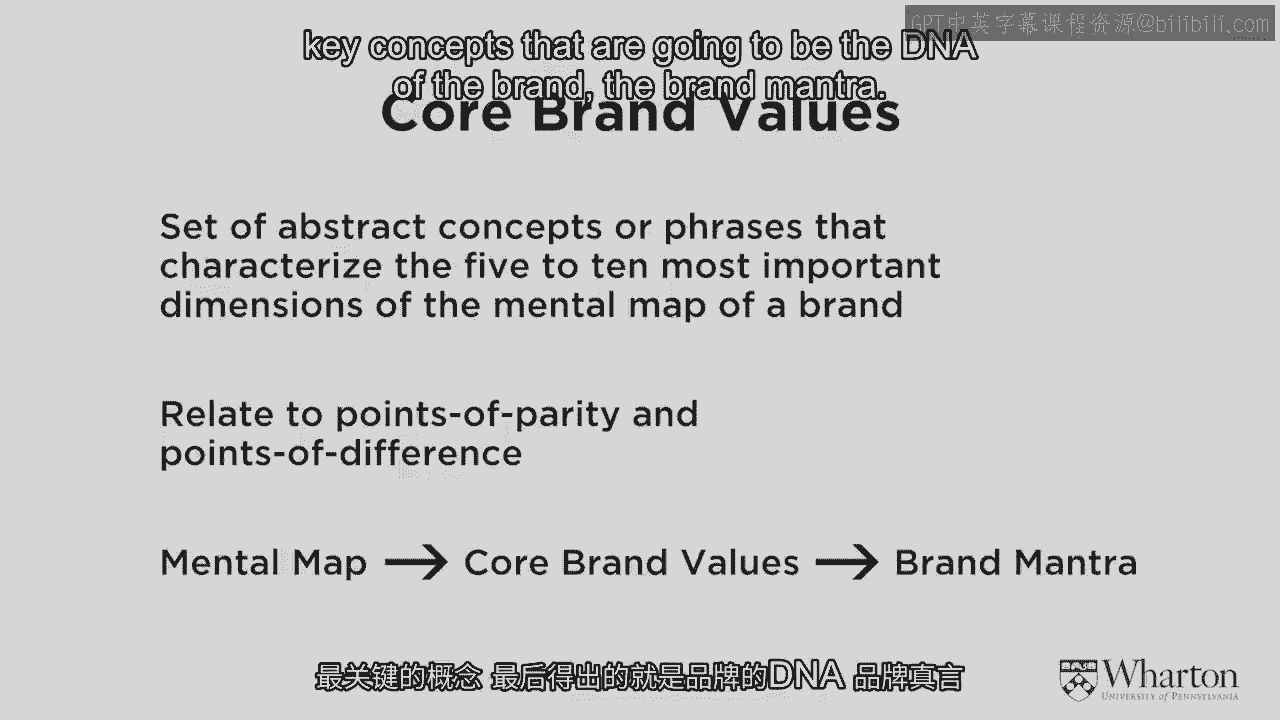 GPT中英字幕课程资源@bilibili.com
key concepts that are going to be the DNA
of the brand, the brand mantra.
Core Brand Values
Set of abstract concepts or phrases that
characterize the five to ten most important
dimensions of the mental map of a brand
Relate to points-of-parity and
points-of-difference
Mental Map → Core Brand Values → Brand Mantra
最关键的概念 最后得出的就是品牌的DNA 品牌真言
Wharton
UNIVERSITY of PENNSYLVANIA